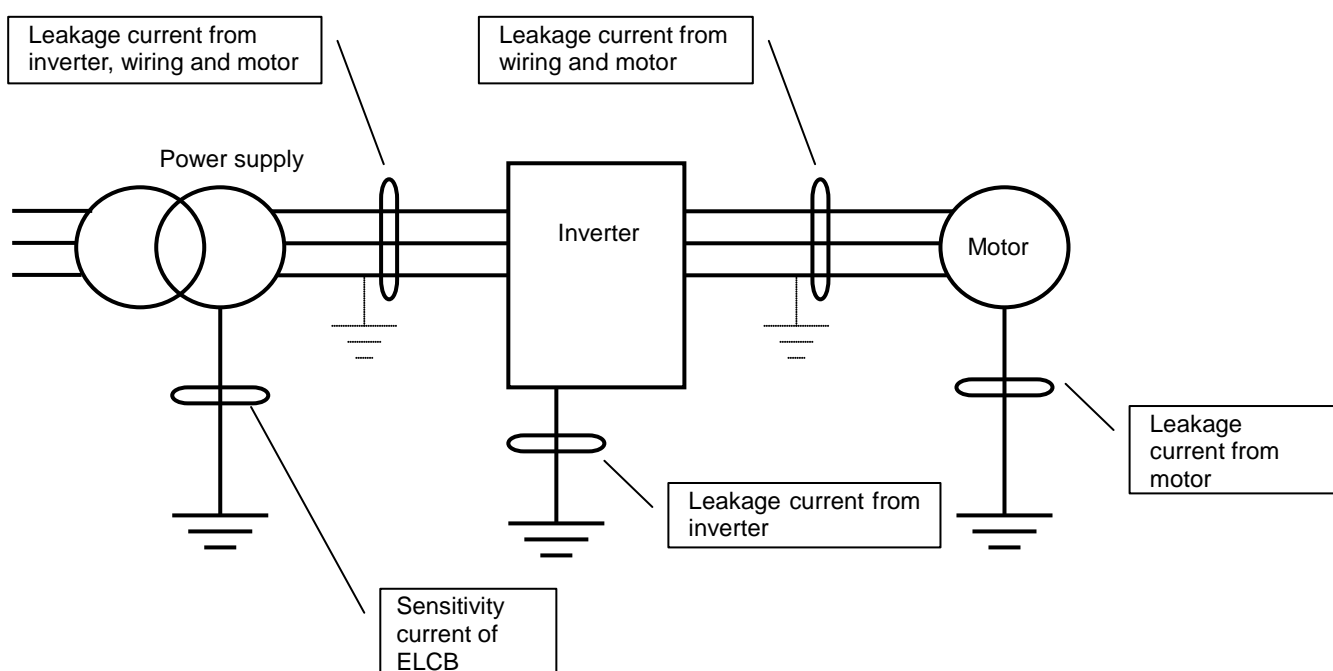 Leakage current from
inverter, wiring and motor
Leakage current from
wiring and motor
Power supply
Inverter
Motor
Leakage
current from
motor
Leakage current from
inverter
Sensitivity
current of
ELCB